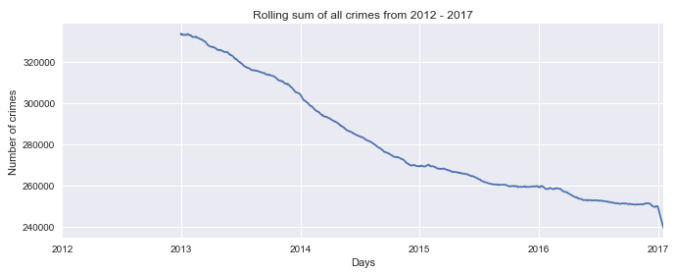 Rolling sum of all crimes from 2012 - 2017
Number of crimes
320000
300000
280000
260000
240000
2012 2013 2014 2015 2016 2017
Days